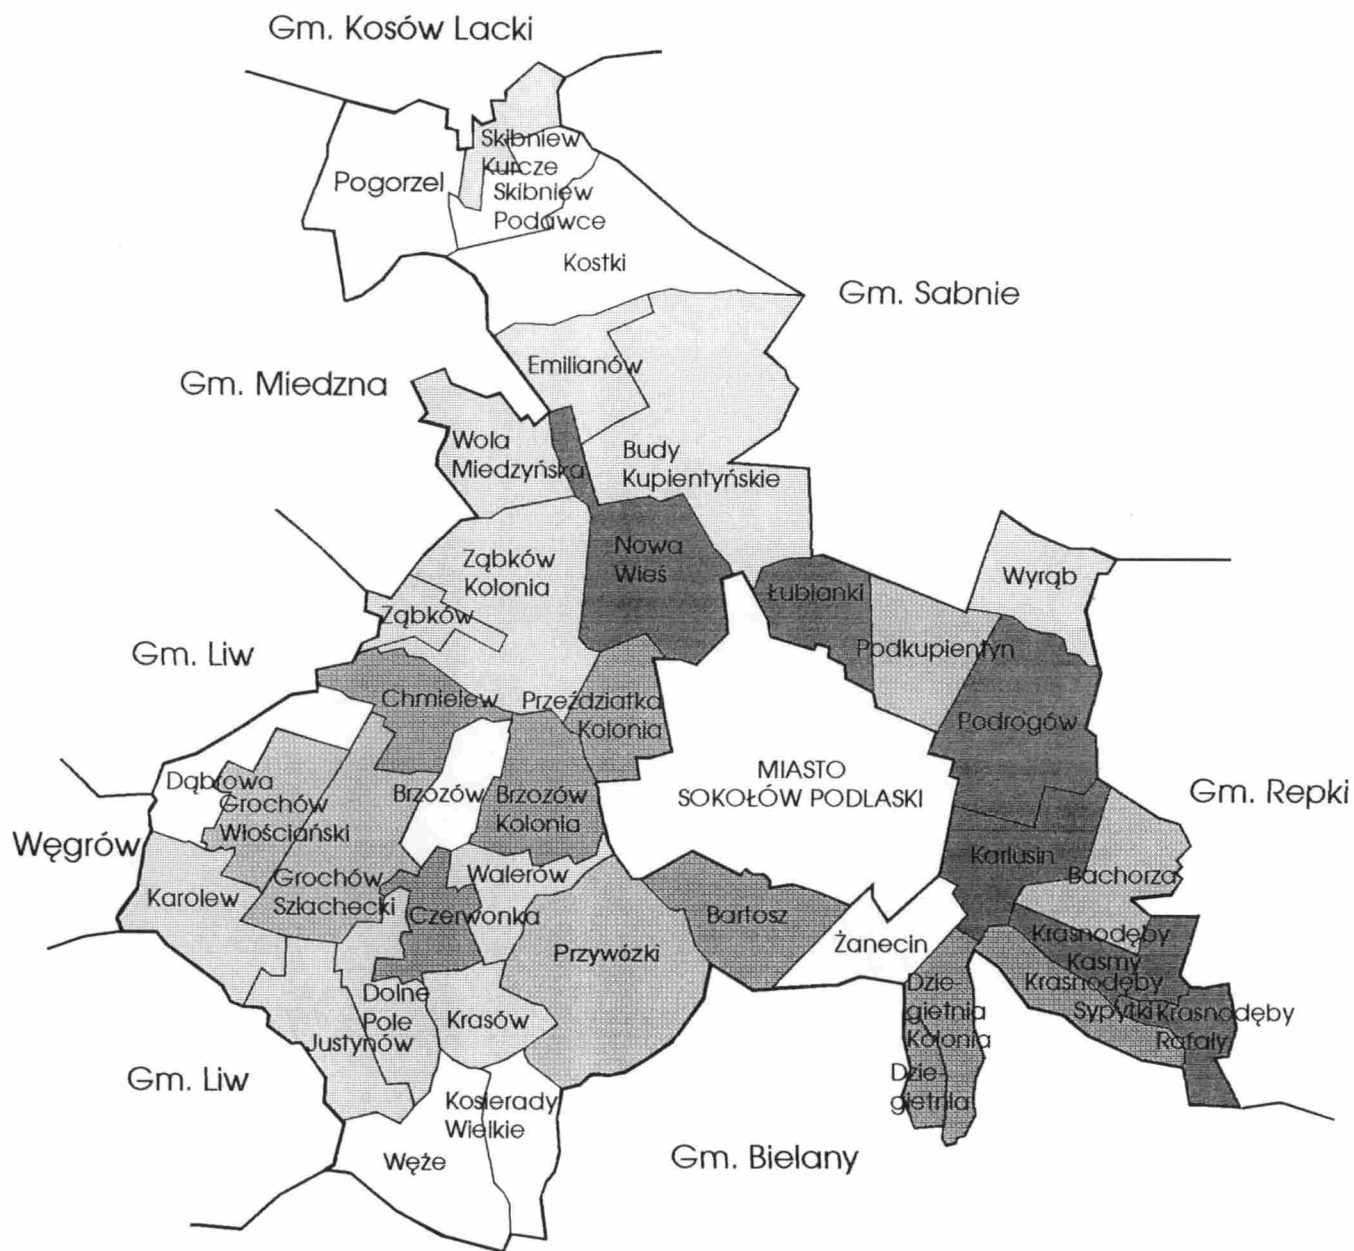 Gm. Kosów Lacki
Skibniew
Kurcze
Pogorzel
Skibniew
Podawce
Kostki
Gm. Sabnie
Emilianów
Gm. Miedzna
Wola
Miedzyńska
Budy
Kupientyńskie
Nowa
Wieś
Ząbków
Kolonia
Łubianki
Wyrąb
Ząbków
Podkupientyn
Gm. Liw
Chmielew
Przeździatka
Kolonia
Podrogów
MIASTO
SOKOŁÓW PODLASKI
Dąbrowa
Grochów
Włościański
Brzozów
Brzozów
Kolonia
Gm. Repki
Węgrów
Karlusin
Walerów
Grochów
Szlachecki
Karolew
Bachorza
Czerwonka
Bartosz
Krasnodęby
Kasmy
Przywózki
Żanecin
Krasnodęby
Sypytki
Dzie-
gietnia
Kolonia
Dolne
Pole
Krasów
Krasnodęby
Rafały
Justynów
Gm. Liw
Dzie-
gietnia
Kosierady
Wielkie
Węże
Gm. Bielany